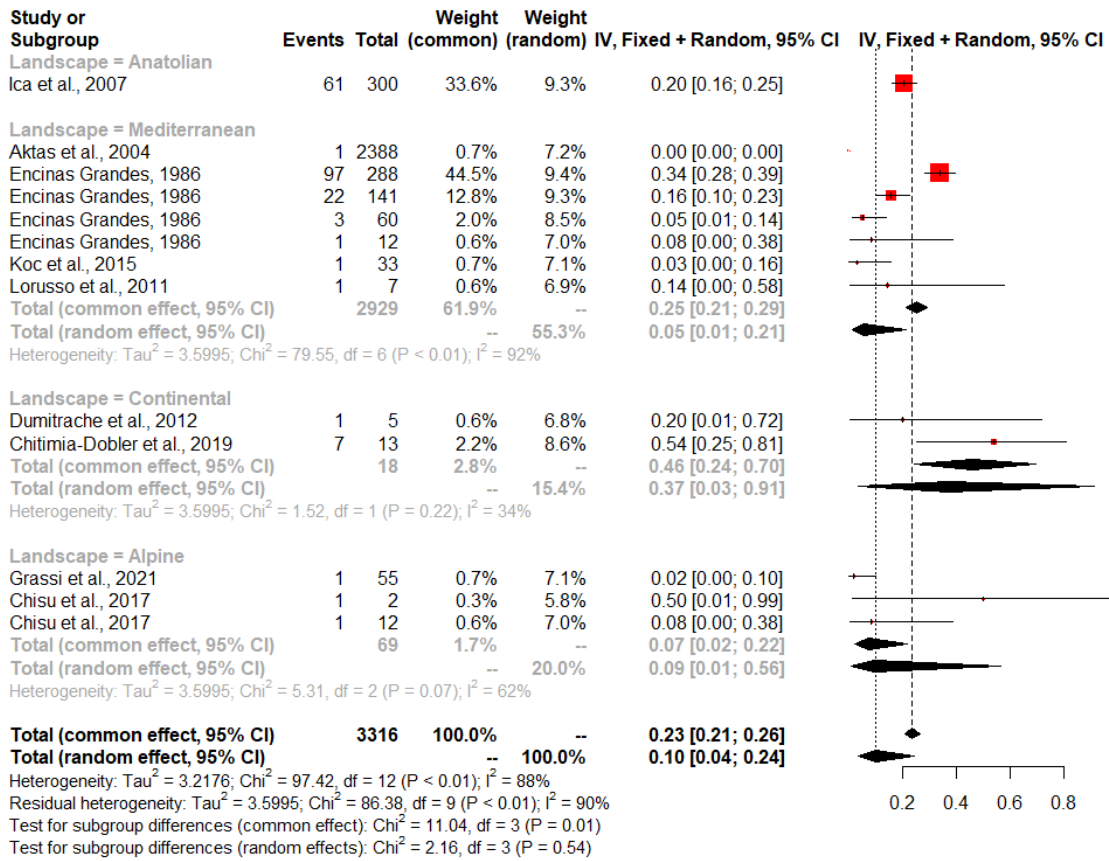 Study or Weight Weight
Subgroup Events Total (common) (random) IV, Fixed + Random, 95% CI IV, Fixed + Random, 95% CI
Landscape = Anatolian
Ica et al., 2007 61 300 33.6% 9.3% 0.20 [0.16; 0.25]
Landscape = Mediterranean
Aktas et al., 2004 1 2388 0.7% 7.2% 0.00 [0.00; 0.00]
Encinas Grandes, 1986 97 288 44.5% 9.4% 0.34 [0.28; 0.39]
Encinas Grandes, 1986 22 141 12.8% 9.3% 0.16 [0.10; 0.23]
Encinas Grandes, 1986 3 60 2.0% 8.5% 0.05 [0.01; 0.14]
Encinas Grandes, 1986 1 12 0.6% 7.0% 0.08 [0.00; 0.38]
Koc et al., 2015 1 33 0.7% 7.1% 0.03 [0.00; 0.16]
Lorusso et al., 2011 1 7 0.6% 6.9% 0.14 [0.00; 0.58]
Total (common effect, 95% CI) 2929 61.9% -- 0.25 [0.21; 0.29]
Total (random effect, 95% CI) -- 55.3% 0.05 [0.01; 0.21]
Heterogeneity: Tau² = 3.5995; Chi² = 79.55, df = 6 (P < 0.01); I² = 92%
Landscape = Continental
Dumitrache et al., 2012 1 5 0.6% 6.8% 0.20 [0.01; 0.72]
Chitimia-Dobler et al., 2019 7 13 2.2% 8.6% 0.54 [0.25; 0.81]
Total (common effect, 95% CI) 18 2.8% -- 0.46 [0.24; 0.70]
Total (random effect, 95% CI) -- 15.4% 0.37 [0.03; 0.91]
Heterogeneity: Tau² = 3.5995; Chi² = 1.52, df = 1 (P = 0.22); I² = 34%
Landscape = Alpine
Grassi et al., 2021 1 55 0.7% 7.1% 0.02 [0.00; 0.10]
Chisu et al., 2017 1 2 0.3% 5.8% 0.50 [0.01; 0.99]
Chisu et al., 2017 1 12 0.6% 7.0% 0.08 [0.00; 0.38]
Total (common effect, 95% CI) 69 1.7% -- 0.07 [0.02; 0.22]
Total (random effect, 95% CI) -- 20.0% 0.09 [0.01; 0.56]
Heterogeneity: Tau² = 3.5995; Chi² = 5.31, df = 2 (P = 0.07); I² = 62%
Total (common effect, 95% CI) 3316 100.0% -- 0.23 [0.21; 0.26]
Total (random effect, 95% CI) -- 100.0% 0.10 [0.04; 0.24]
Heterogeneity: Tau² = 3.2176; Chi² = 97.42, df = 12 (P < 0.01); I² = 88%
Residual heterogeneity: Tau² = 3.5995; Chi² = 86.38, df = 9 (P < 0.01); I² = 90%
0.2 0.4 0.6 0.8
Test for subgroup differences (common effect): Chi² = 11.04, df = 3 (P = 0.01)
Test for subgroup differences (random effects): Chi² = 2.16, df = 3 (P = 0.54)